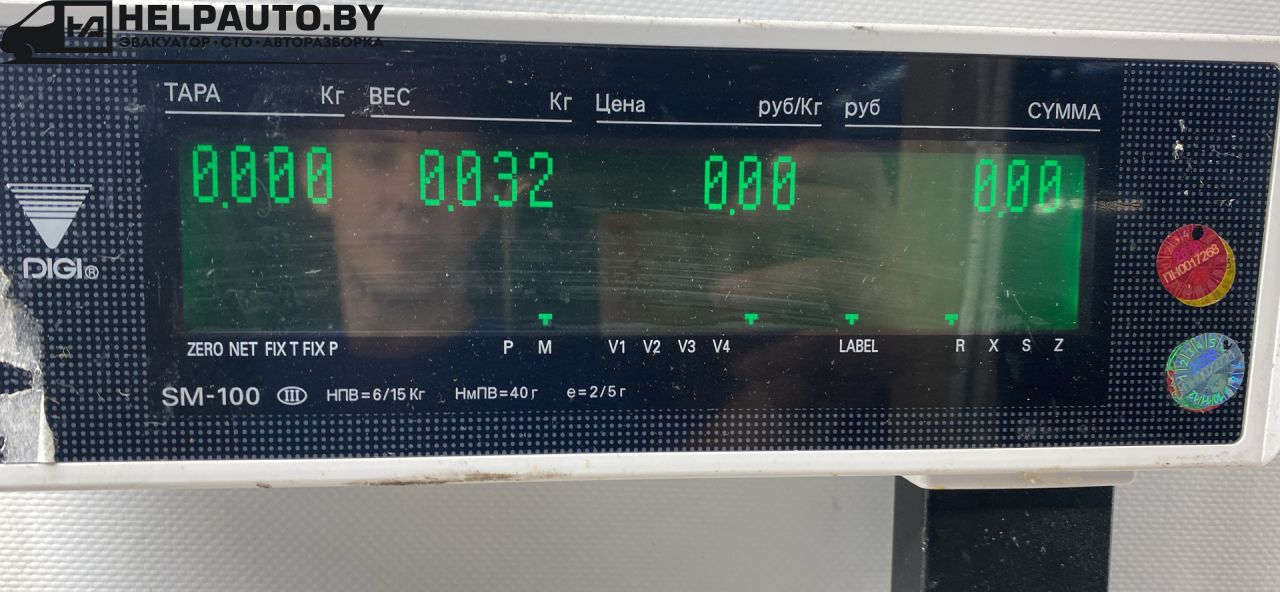 HELPAUTO.BY
ЭВАКУАТОР · СТО · АВТОРАЗБОРКА
ТАРА Кг ВЕС Кг Цена руб/Кг руб СУММА
0.000 0.032 0.00 0.00
DIGI®
ZERO NET FIX T FIX P P M V1 V2 V3 V4 LABEL R X S Z
SM-100 III НПВ=6/15 Кг НмПВ=40 г e=2/5 г
ПН0017268